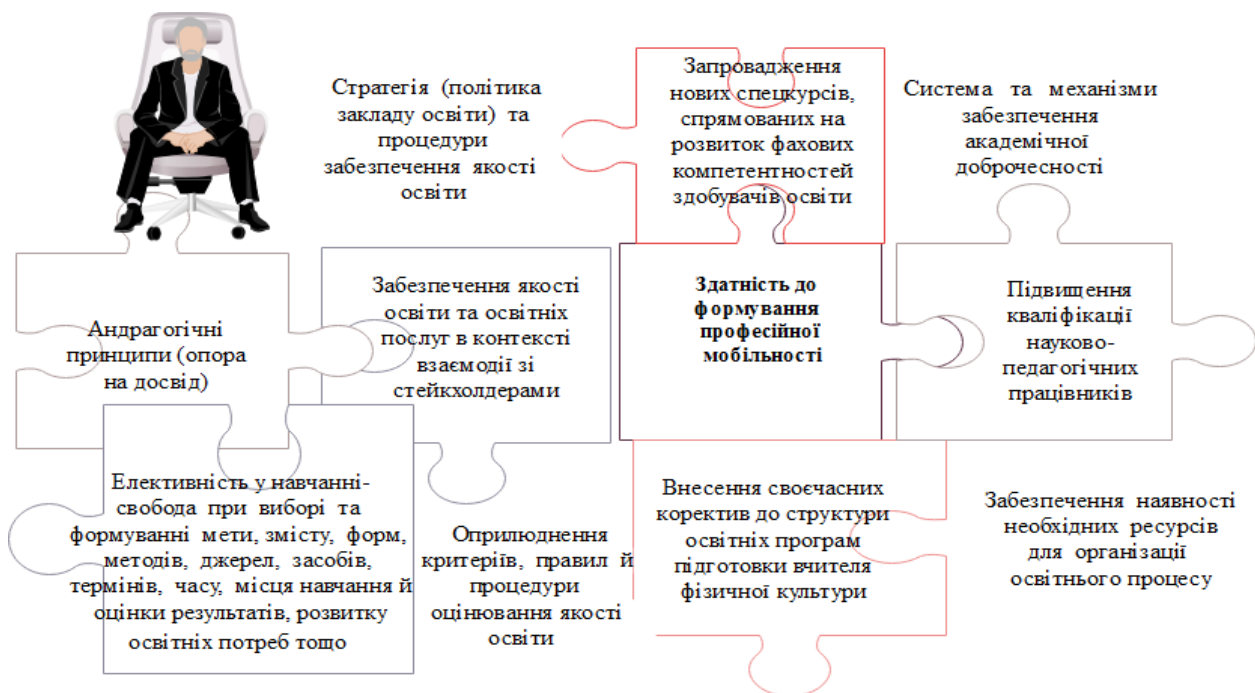 Стратегія (політика
закладу освіти) та
процедури
забезпечення якості
освіти
Запровадження
нових спецкурсів,
спрямованих на
розвиток фахових
компетентностей
здобувачів освіти
Система та механізми
забезпечення
академічної
доброчесності
Андрагогічні
принципи (опора
на досвід)
Забезпечення якості
освіти та освітніх
послуг в контексті
взаємодії зі
стейкхолдерами
Здатність до
формування
професійної
мобільності
Підвищення
кваліфікації
науково-
педагогічних
працівників
Елективність у навчанні-
свобода при виборі та
формуванні мети, змісту, форм,
методів, джерел, засобів,
термінів, часу, місця навчання й
оцінки результатів, розвитку
освітніх потреб тощо
Оприлюднення
критеріїв, правил й
процедури
оцінювання якості
освіти
Внесення своєчасних
коректив до структури
освітніх програм
підготовки вчителя
фізичної культури
Забезпечення наявності
необхідних ресурсів
для організації
освітнього процесу